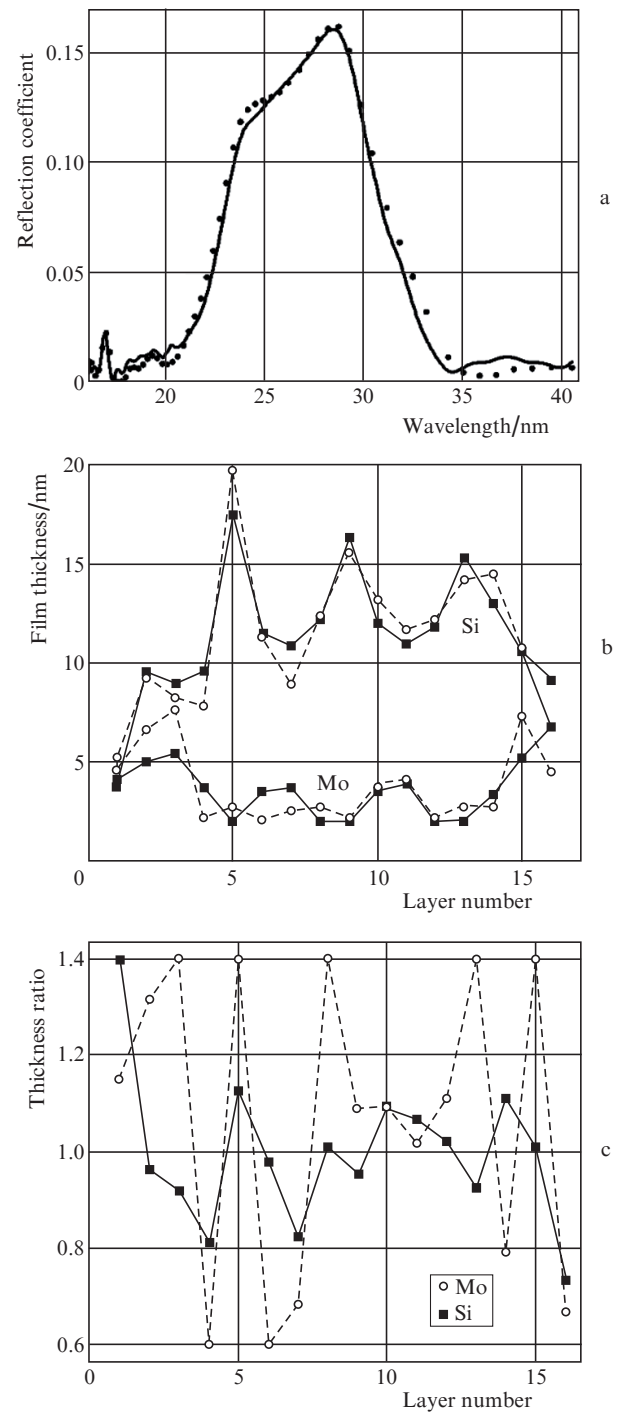 Reflection coefficient
0.15
0.10
0.05
0
20
25
30
35
40
Wavelength/nm
a
Film thickness/nm
20
15
10
5
0
5
10
15
Layer number
Si
Mo
b
Thickness ratio
1.4
1.2
1.0
0.8
0.6
0
5
10
15
Layer number
Mo
Si
c